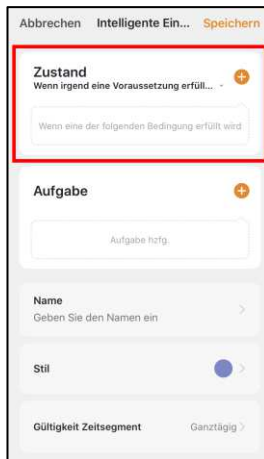 Abbrechen Intelligente Ein... Speichern
Zustand
Wenn irgend eine Voraussetzung erfüll...
Wenn eine der folgenden Bedingung erfüllt wird
Aufgabe
Aufgabe hzfg.
Name
Geben Sie den Namen ein
Stil
Gültigkeit Zeitsegment Ganztägig